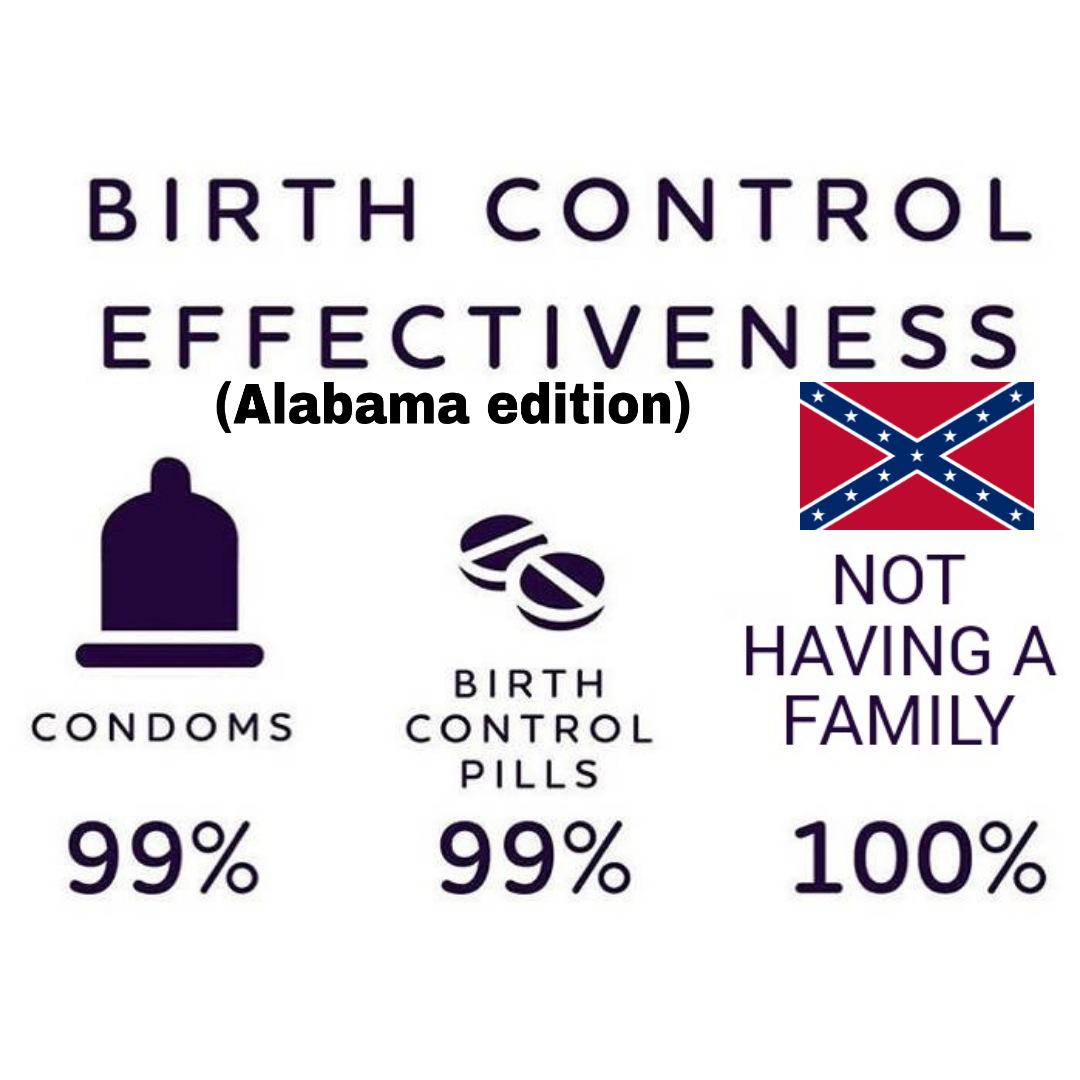 BIRTH CONTROL
EFFECTIVENESS
(Alabama edition)
CONDOMS
99%
BIRTH
CONTROL
PILLS
99%
NOT
HAVING A
FAMILY
100%